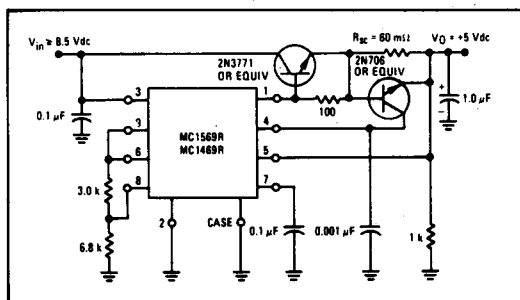 Vin ≥ 8.5 Vdc
Rsc = 60 mΩ
VO = +5 Vdc
2N3771
OR EQUIV
2N706
OR EQUIV
3
1
100
+
1.0 µF
−
0.1 µF
MC1569R
MC1469R
9
4
6
5
3.0 k
8
7
6.8 k
2
CASE
0.1 µF
0.001 µF
1 k